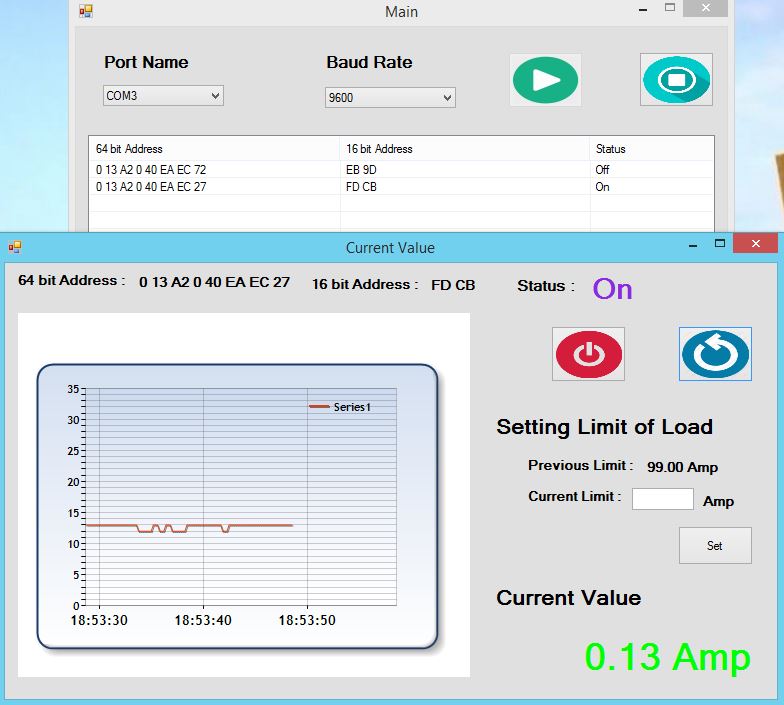 Main
Port Name
Baud Rate
COM3
9600
64 bit Address 16 bit Address Status
0 13 A2 0 40 EA EC 72 EB 9D Off
0 13 A2 0 40 EA EC 27 FD CB On
Current Value
64 bit Address : 0 13 A2 0 40 EA EC 27 16 bit Address : FD CB Status : On
35
30
25
20
15
10
5
0
Series1
18:53:30 18:53:40 18:53:50
Setting Limit of Load
Previous Limit : 99.00 Amp
Current Limit : Amp
Set
Current Value
0.13 Amp